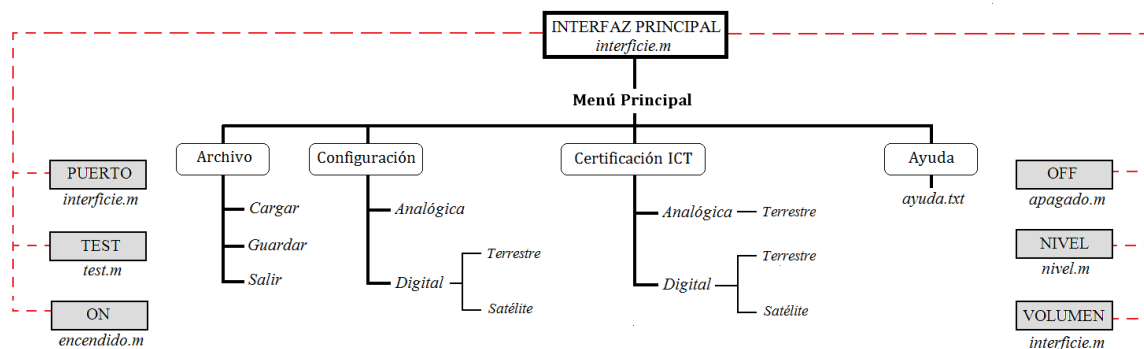 INTERFAZ PRINCIPAL
interficie.m
Menú Principal
Archivo
Configuración
Certificación ICT
Ayuda
PUERTO
interficie.m
TEST
test.m
ON
encendido.m
Cargar
Guardar
Salir
Analógica
Digital
Terrestre
Satélite
Analógica
Terrestre
Digital
Terrestre
Satélite
ayuda.txt
OFF
apagado.m
NIVEL
nivel.m
VOLUMEN
interficie.m